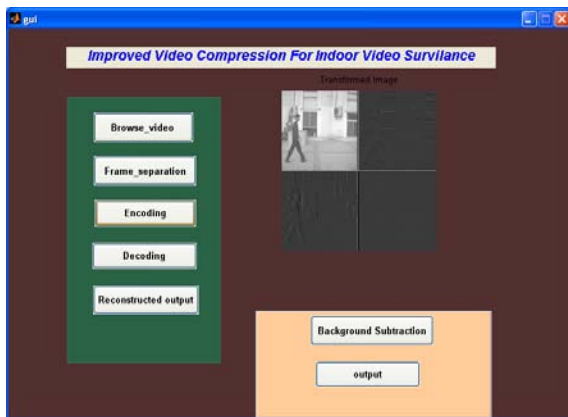 gui
Improved Video Compression For Indoor Video Survilance
Transformed Image
Browse_video
Frame_separation
Encoding
Decoding
Reconstructed output
Background Subtraction
output